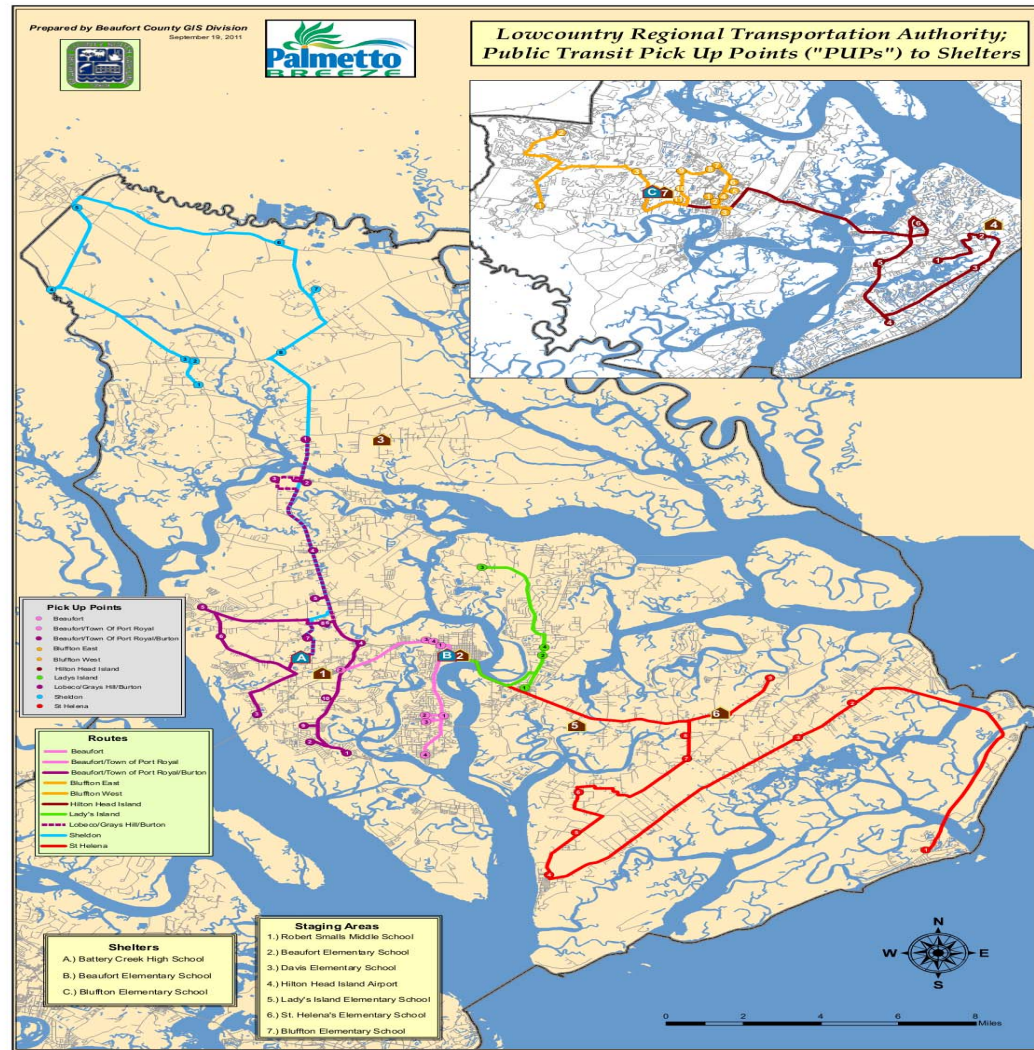 Prepared by Beaufort County GIS Division
September 19, 2011
Palmetto
BREEZE
Lowcountry Regional Transportation Authority;
Public Transit Pick Up Points ("PUPs") to Shelters
C 7
4
3
A
1
B 2
5
6
Pick Up Points
Beaufort
Beaufort/Town Of Port Royal
Beaufort/Town Of Port Royal/Burton
Bluffton East
Bluffton West
Hilton Head Island
Ladys Island
Lobeco/Grays Hill/Burton
Sheldon
St Helena
Routes
Beaufort
Beaufort/Town of Port Royal
Beaufort/Town of Port Royal/Burton
Bluffton East
Bluffton West
Hilton Head Island
Lady's Island
Lobeco/Grays Hill/Burton
Sheldon
St Helena
Shelters
A.) Battery Creek High School
B.) Beaufort Elementary School
C.) Bluffton Elementary School
Staging Areas
1.) Robert Smalls Middle School
2.) Beaufort Elementary School
3.) Davis Elementary School
4.) Hilton Head Island Airport
5.) Lady's Island Elementary School
6.) St. Helena's Elementary School
7.) Bluffton Elementary School
N
W E
S
0 2 4 6 8
Miles